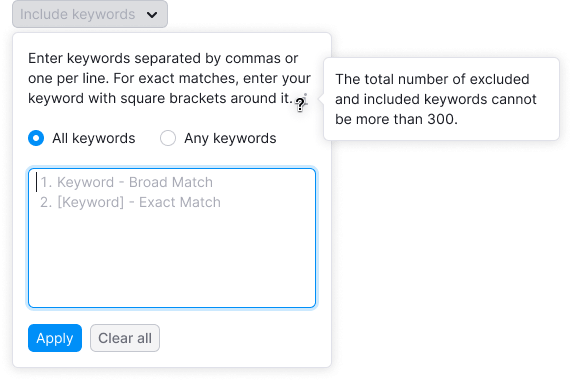 Include keywords
Enter keywords separated by commas or
one per line. For exact matches, enter your
keyword with square brackets around it.
The total number of excluded
and included keywords cannot
be more than 300.
All keywords
Any keywords
1. Keyword - Broad Match
2. [Keyword] - Exact Match
Apply
Clear all